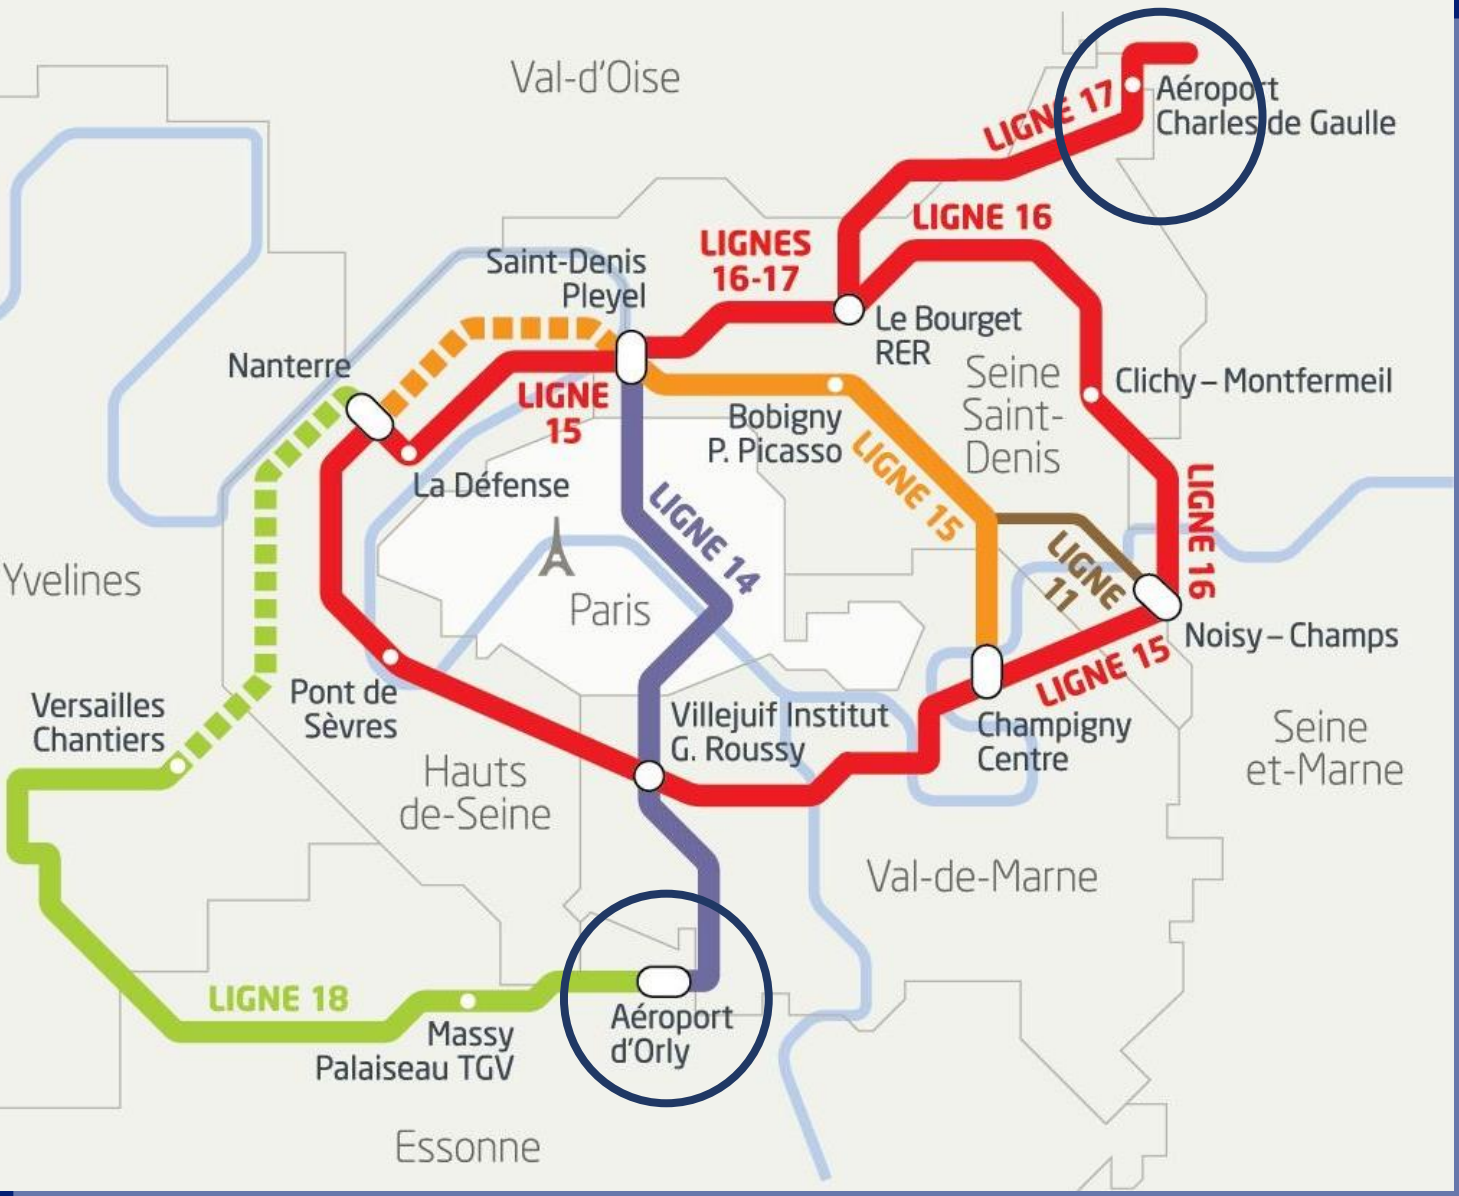 Val-d'Oise
Aéroport
Charles de Gaulle
LIGNE 17
LIGNE 16
LIGNES
16-17
Saint-Denis
Pleyel
Le Bourget
RER
Nanterre
Seine
Saint-
Denis
Clichy – Montfermeil
LIGNE
15
Bobigny
P. Picasso
La Défense
LIGNE 15
LIGNE 14
LIGNE 16
LIGNE
11
Yvelines
Paris
Noisy – Champs
LIGNE 15
Versailles
Chantiers
Pont de
Sèvres
Villejuif Institut
G. Roussy
Champigny
Centre
Seine
et-Marne
Hauts
de-Seine
Val-de-Marne
LIGNE 18
Massy
Palaiseau TGV
Aéroport
d'Orly
Essonne